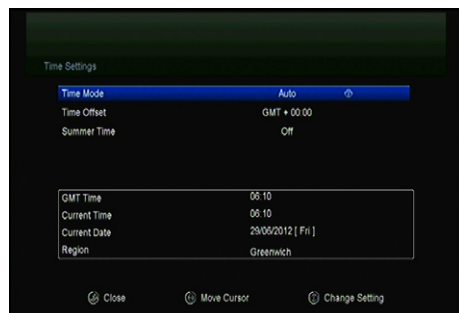 Time Settings
Time Mode Auto
Time Offset GMT + 00:00
Summer Time Off
GMT Time 06:10
Current Time 06:10
Current Date 29/06/2012 [ Fri ]
Region Greenwich
Close Move Cursor Change Setting